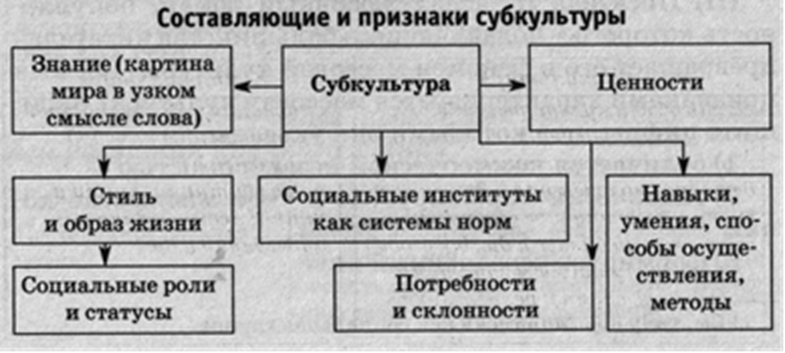 Составляющие и признаки субкультуры
Знание (картина
мира в узком
смысле слова)
Субкультура
Ценности
Стиль
и образ жизни
Социальные институты
как системы норм
Навыки,
умения, спо-
собы осуще-
ствления,
методы
Социальные роли
и статусы
Потребности
и склонности